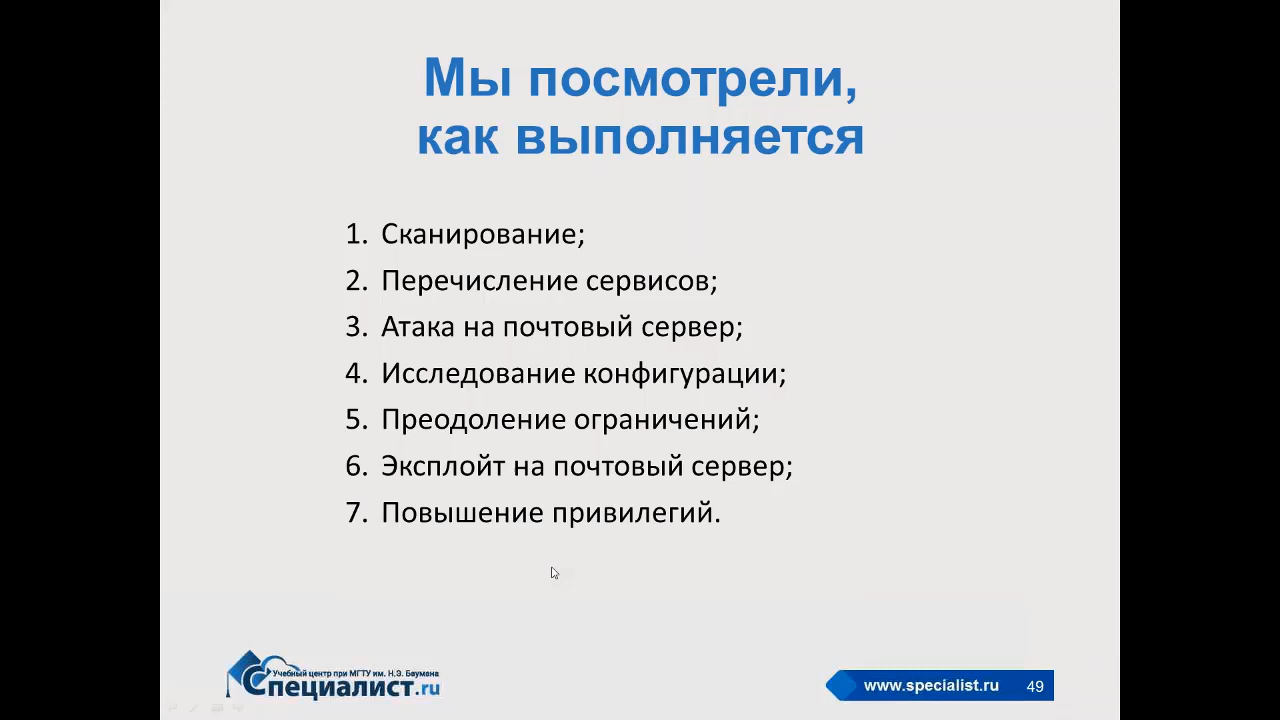 Мы посмотрели,
как выполняется
1. Сканирование;
2. Перечисление сервисов;
3. Атака на почтовый сервер;
4. Исследование конфигурации;
5. Преодоление ограничений;
6. Эксплойт на почтовый сервер;
7. Повышение привилегий.
Учебный центр при МГТУ им. Н.Э. Баумана
Специалист.ru
www.specialist.ru 49